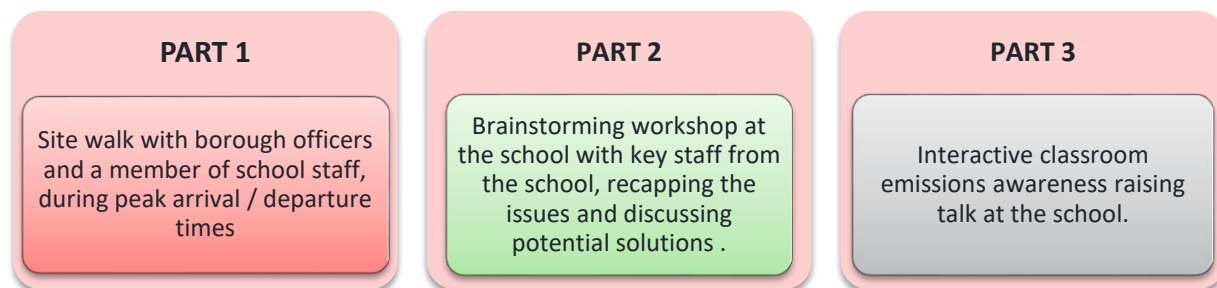 PART 1
Site walk with borough officers
and a member of school staff,
during peak arrival / departure
times
PART 2
Brainstorming workshop at
the school with key staff from
the school, recapping the
issues and discussing
potential solutions .
PART 3
Interactive classroom
emissions awareness raising
talk at the school.